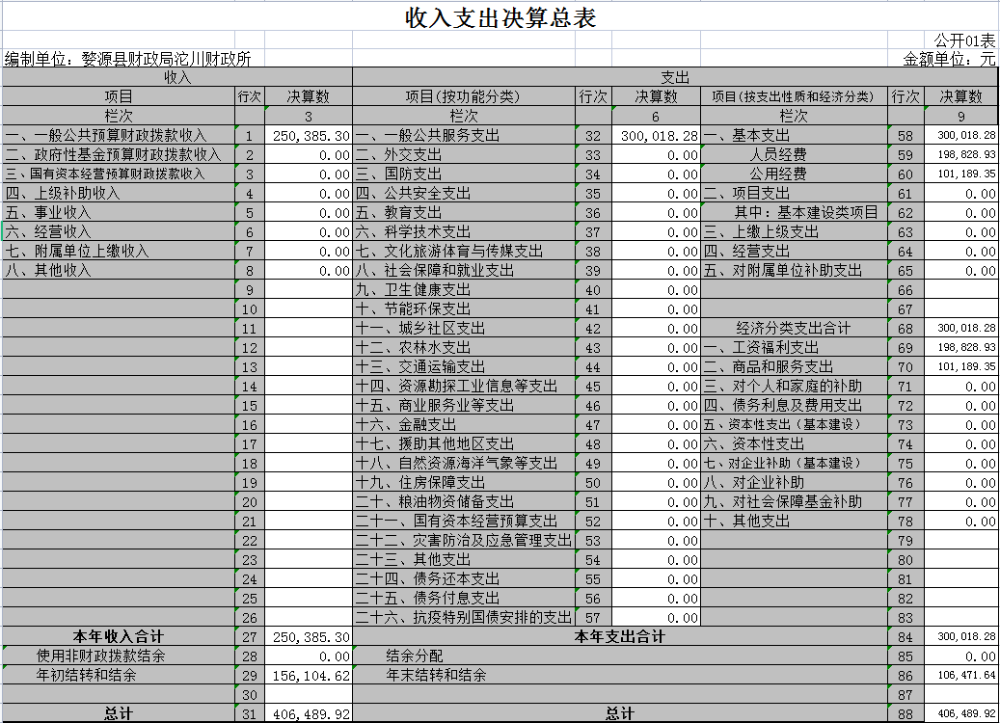 收入支出决算总表
公开01表
编制单位：婺源县财政局沱川财政所 金额单位：元
收入 支出
项目 行次 决算数 项目(按功能分类) 行次 决算数 项目(按支出性质和经济分类) 行次 决算数
栏次 3 栏次 6 栏次 9
一、一般公共预算财政拨款收入 1 250,385.30 一、一般公共服务支出 32 300,018.28 一、基本支出 58 300,018.28
二、政府性基金预算财政拨款收入 2 0.00 二、外交支出 33 0.00 人员经费 59 198,828.93
三、国有资本经营预算财政拨款收入 3 0.00 三、国防支出 34 0.00 公用经费 60 101,189.35
四、上级补助收入 4 0.00 四、公共安全支出 35 0.00 二、项目支出 61 0.00
五、事业收入 5 0.00 五、教育支出 36 0.00 其中：基本建设类项目 62 0.00
六、经营收入 6 0.00 六、科学技术支出 37 0.00 三、上缴上级支出 63 0.00
七、附属单位上缴收入 7 0.00 七、文化旅游体育与传媒支出 38 0.00 四、经营支出 64 0.00
八、其他收入 8 0.00 八、社会保障和就业支出 39 0.00 五、对附属单位补助支出 65 0.00
9 九、卫生健康支出 40 0.00 66
10 十、节能环保支出 41 0.00 67
11 十一、城乡社区支出 42 0.00 经济分类支出合计 68 300,018.28
12 十二、农林水支出 43 0.00 一、工资福利支出 69 198,828.93
13 十三、交通运输支出 44 0.00 二、商品和服务支出 70 101,189.35
14 十四、资源勘探工业信息等支出 45 0.00 三、对个人和家庭的补助 71 0.00
15 十五、商业服务业等支出 46 0.00 四、债务利息及费用支出 72 0.00
16 十六、金融支出 47 0.00 五、资本性支出（基本建设） 73 0.00
17 十七、援助其他地区支出 48 0.00 六、资本性支出 74 0.00
18 十八、自然资源海洋气象等支出 49 0.00 七、对企业补助（基本建设） 75 0.00
19 十九、住房保障支出 50 0.00 八、对企业补助 76 0.00
20 二十、粮油物资储备支出 51 0.00 九、对社会保障基金补助 77 0.00
21 二十一、国有资本经营预算支出 52 0.00 十、其他支出 78 0.00
22 二十二、灾害防治及应急管理支出 53 0.00 79
23 二十三、其他支出 54 0.00 80
24 二十四、债务还本支出 55 0.00 81
25 二十五、债务付息支出 56 0.00 82
26 二十六、抗疫特别国债安排的支出 57 0.00 83
本年收入合计 27 250,385.30 本年支出合计 84 300,018.28
使用非财政拨款结余 28 0.00 结余分配 85 0.00
年初结转和结余 29 156,104.62 年末结转和结余 86 106,471.64
30 87
总计 31 406,489.92 总计 88 406,489.92